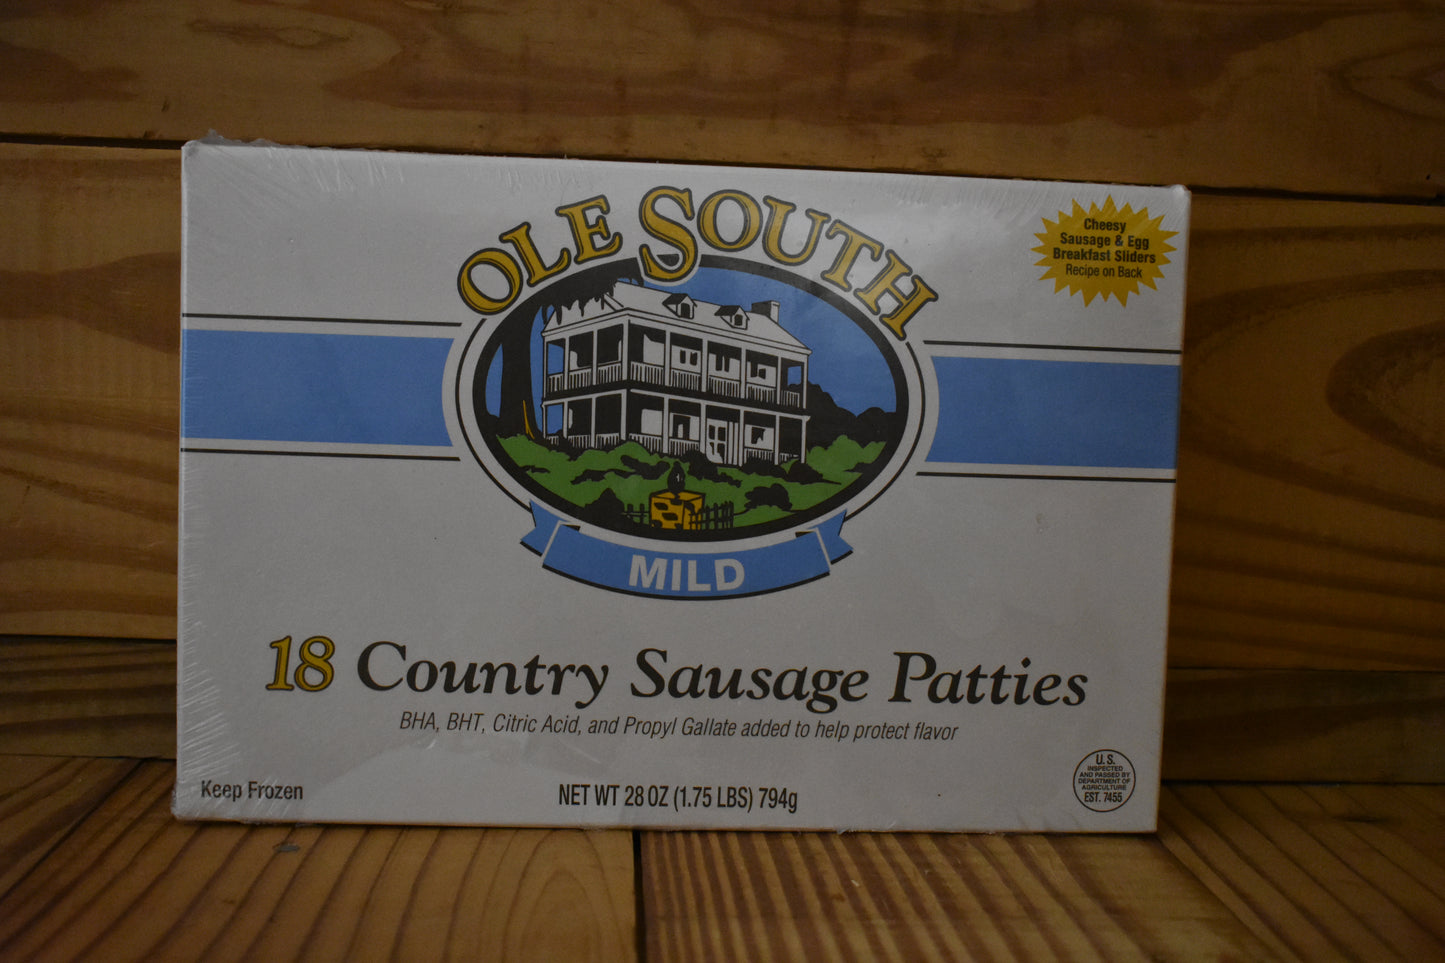 OLE SOUTH
Cheesy
Sausage & Egg
Breakfast Sliders
Recipe on Back
MILD
18 Country Sausage Patties
BHA, BHT, Citric Acid, and Propyl Gallate added to help protect flavor
Keep Frozen
NET WT 28 OZ (1.75 LBS) 794g
U.S.
INSPECTED
AND PASSED BY
DEPARTMENT OF
AGRICULTURE
EST. 7455